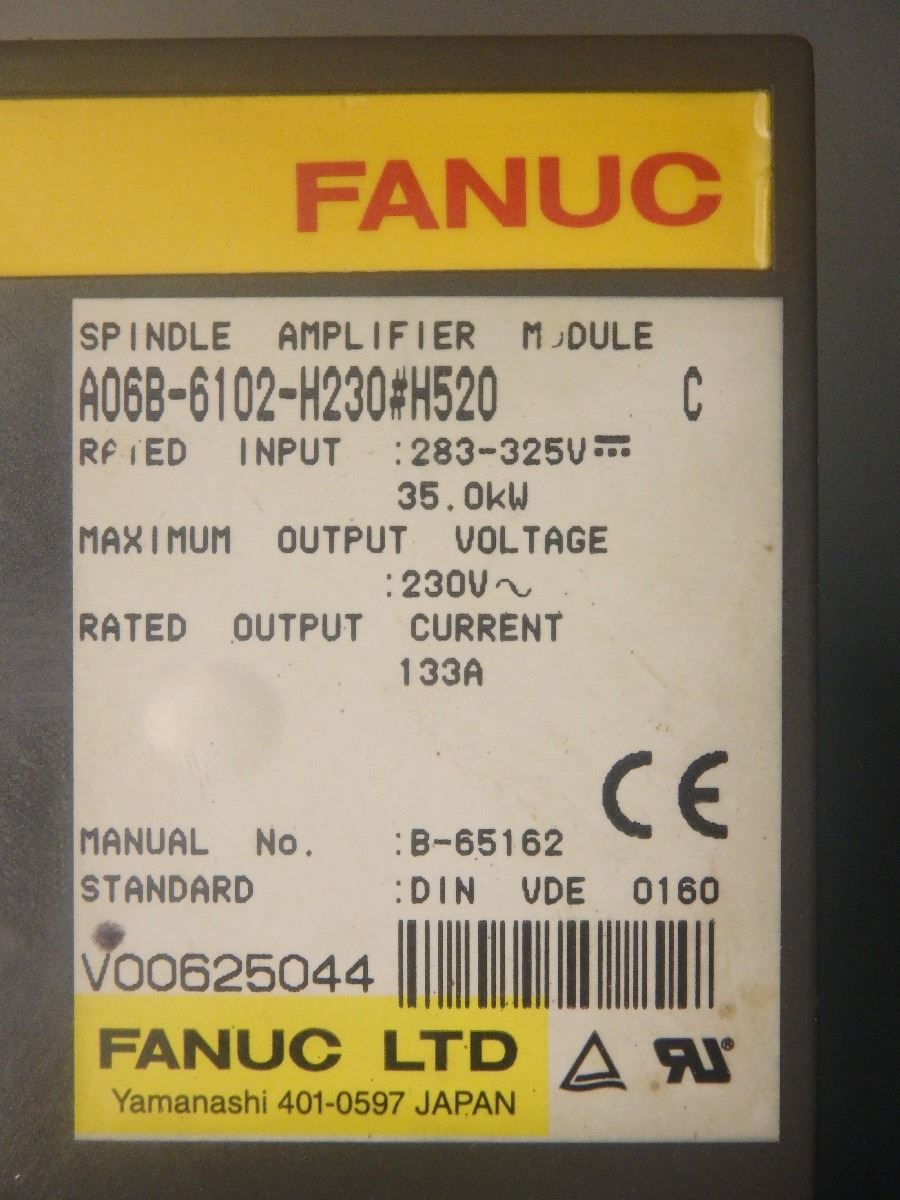 FANUC
SPINDLE AMPLIFIER MODULE
A06B-6102-H230#H520 C
RATED INPUT :283-325V⎓
35.0kW
MAXIMUM OUTPUT VOLTAGE
:230V~
RATED OUTPUT CURRENT
133A
CE
MANUAL No. :B-65162
STANDARD :DIN VDE 0160
V00625044
FANUC LTD
Yamanashi 401-0597 JAPAN
RU®